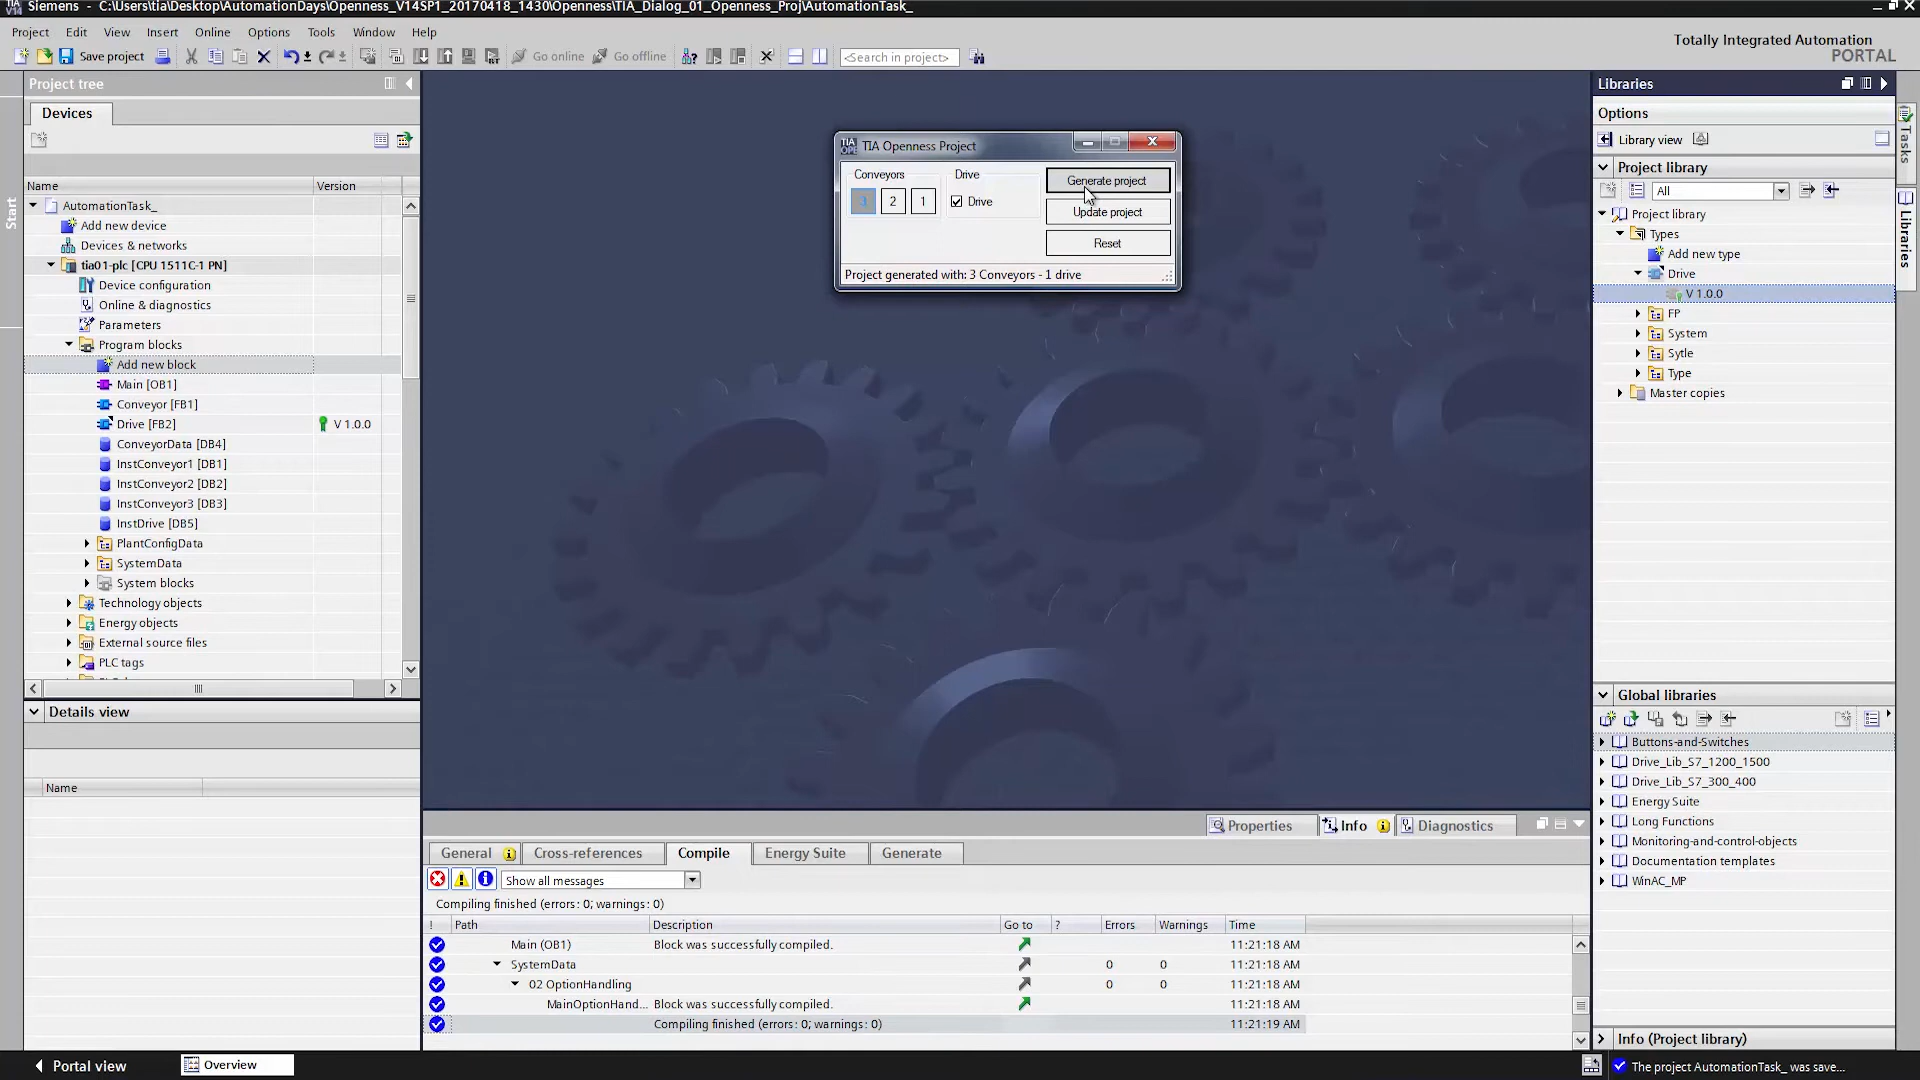 TIA V14 Siemens - C:\Users\tia\Desktop\AutomationDays\Openness_V14SP1_20170418_1430\Openness\TIA_Dialog_01_Openness_Proj\AutomationTask_
Project Edit View Insert Online Options Tools Window Help
Totally Integrated Automation
PORTAL
Save project Go online Go offline <Search in project>
Project tree
Devices
Name Version
AutomationTask_
Add new device
Devices & networks
tia01-plc [CPU 1511C-1 PN]
Device configuration
Online & diagnostics
Parameters
Program blocks
Add new block
Main [OB1]
Conveyor [FB1]
Drive [FB2] V 1.0.0
ConveyorData [DB4]
InstConveyor1 [DB1]
InstConveyor2 [DB2]
InstConveyor3 [DB3]
InstDrive [DB5]
PlantConfigData
SystemData
System blocks
Technology objects
Energy objects
External source files
PLC tags
Details view
Name
Start
TIA Openness Project
Conveyors Drive
3 2 1 Drive
Generate project
Update project
Reset
Project generated with: 3 Conveyors - 1 drive
Properties Info Diagnostics
General Cross-references Compile Energy Suite Generate
Show all messages
Compiling finished (errors: 0; warnings: 0)
! Path Description Go to ? Errors Warnings Time
Main (OB1) Block was successfully compiled. 11:21:18 AM
SystemData 0 0 11:21:18 AM
02 OptionHandling 0 0 11:21:18 AM
MainOptionHand... Block was successfully compiled. 11:21:18 AM
Compiling finished (errors: 0; warnings: 0) 11:21:19 AM
Libraries
Options
Library view
Project library
All
Project library
Types
Add new type
Drive
V 1.0.0
FP
System
Sytle
Type
Master copies
Global libraries
Buttons-and-Switches
Drive_Lib_S7_1200_1500
Drive_Lib_S7_300_400
Energy Suite
Long Functions
Monitoring-and-control-objects
Documentation templates
WinAC_MP
Info (Project library)
Tasks
Libraries
Portal view Overview
The project AutomationTask_ was save...